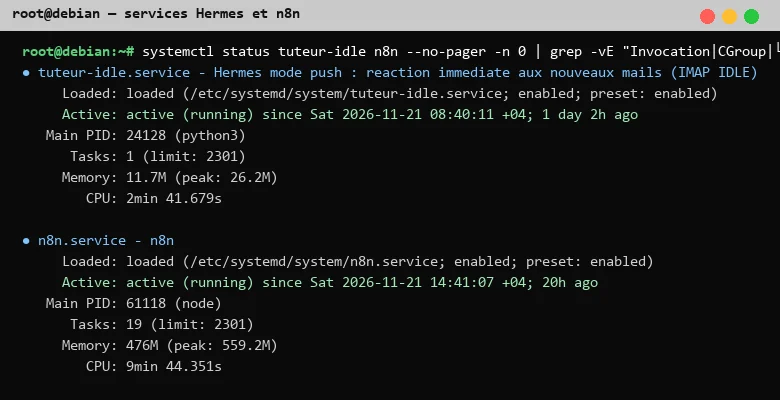 root@debian — services Hermes et n8n
root@debian:~# systemctl status tuteur-idle n8n --no-pager -n 0 | grep -vE "Invocation|CGroup|
● tuteur-idle.service - Hermes mode push : reaction immediate aux nouveaux mails (IMAP IDLE)
Loaded: loaded (/etc/systemd/system/tuteur-idle.service; enabled; preset: enabled)
Active: active (running) since Sat 2026-11-21 08:40:11 +04; 1 day 2h ago
Main PID: 24128 (python3)
Tasks: 1 (limit: 2301)
Memory: 11.7M (peak: 26.2M)
CPU: 2min 41.679s
● n8n.service - n8n
Loaded: loaded (/etc/systemd/system/n8n.service; enabled; preset: enabled)
Active: active (running) since Sat 2026-11-21 14:41:07 +04; 20h ago
Main PID: 61118 (node)
Tasks: 19 (limit: 2301)
Memory: 476M (peak: 559.2M)
CPU: 9min 44.351s